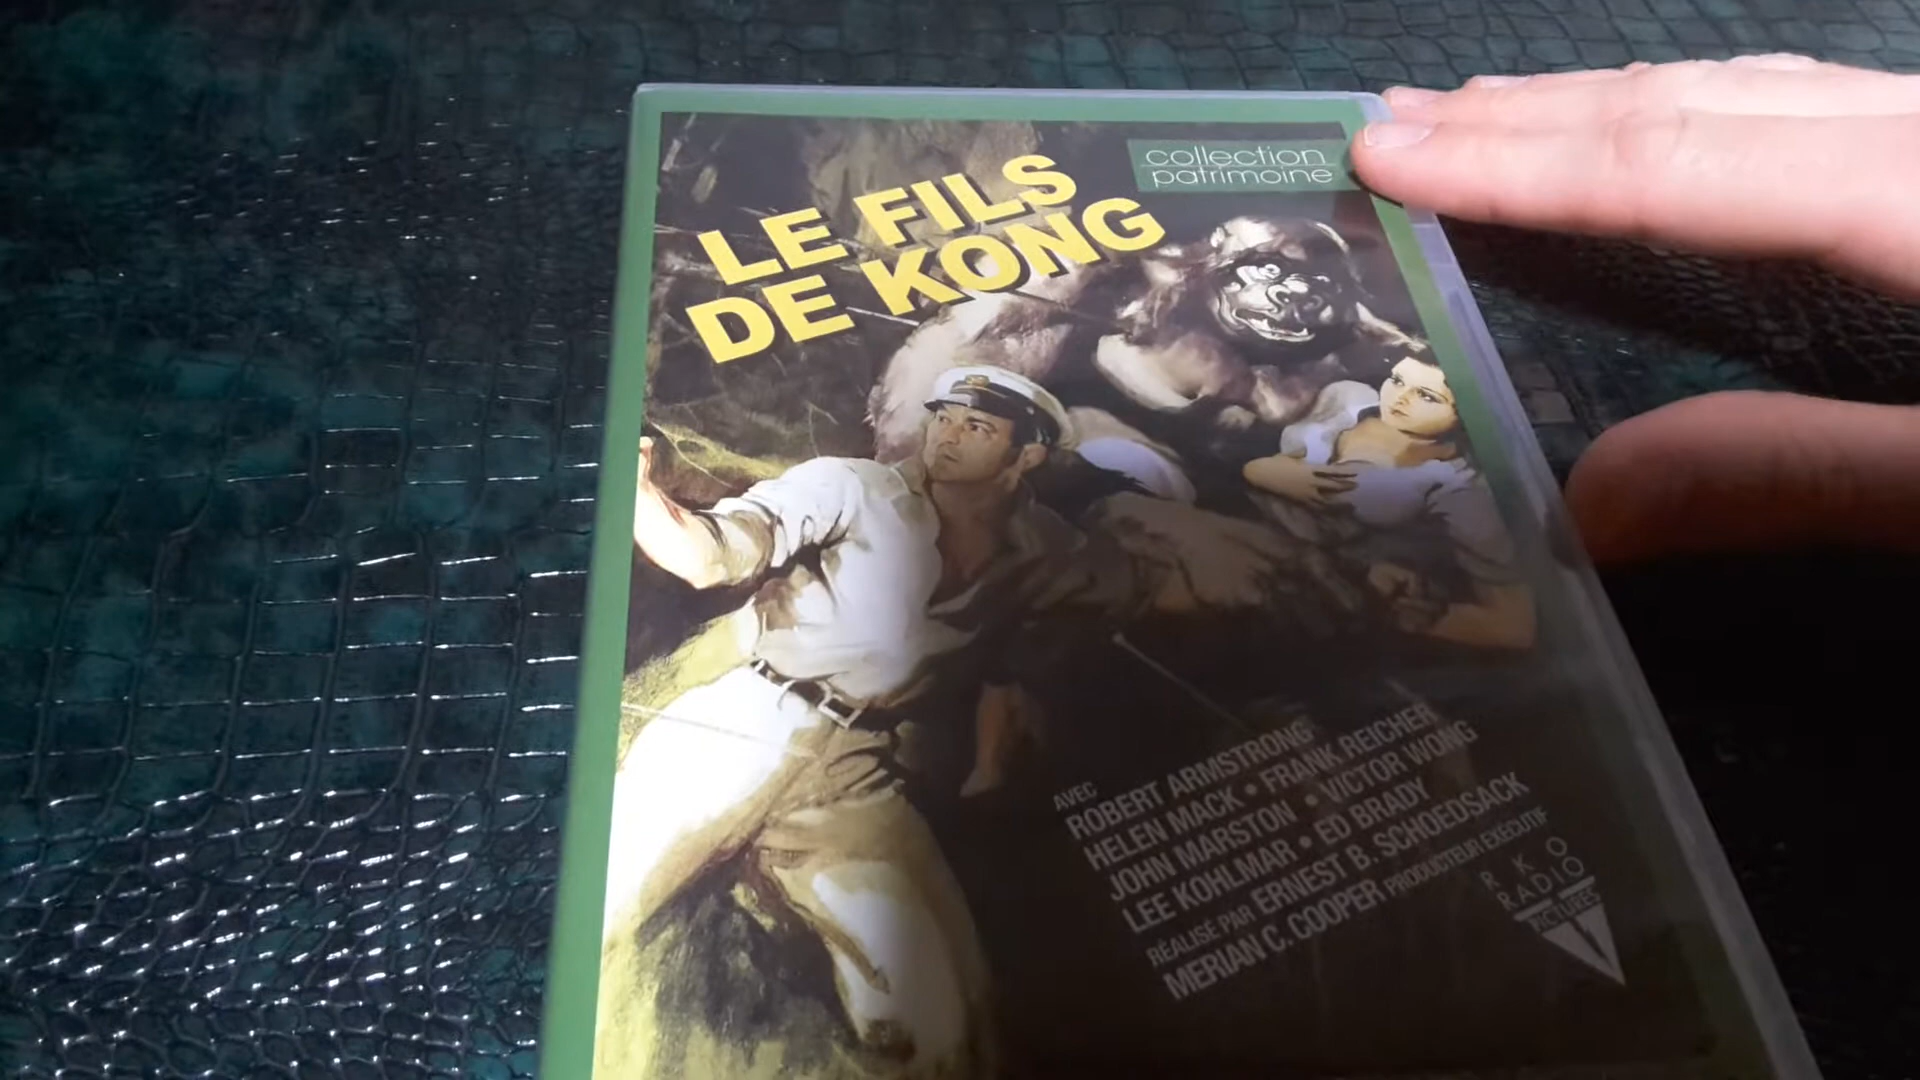 collection
patrimoine
LE FILS
DE KONG
AVEC
ROBERT ARMSTRONG
HELEN MACK • FRANK REICHER
JOHN MARSTON • VICTOR WONG
LEE KOHLMAR • ED BRADY
RÉALISÉ PAR ERNEST B. SCHOEDSACK
MERIAN C. COOPER PRODUCTEUR EXÉCUTIF
RKO
RADIO
PICTURES